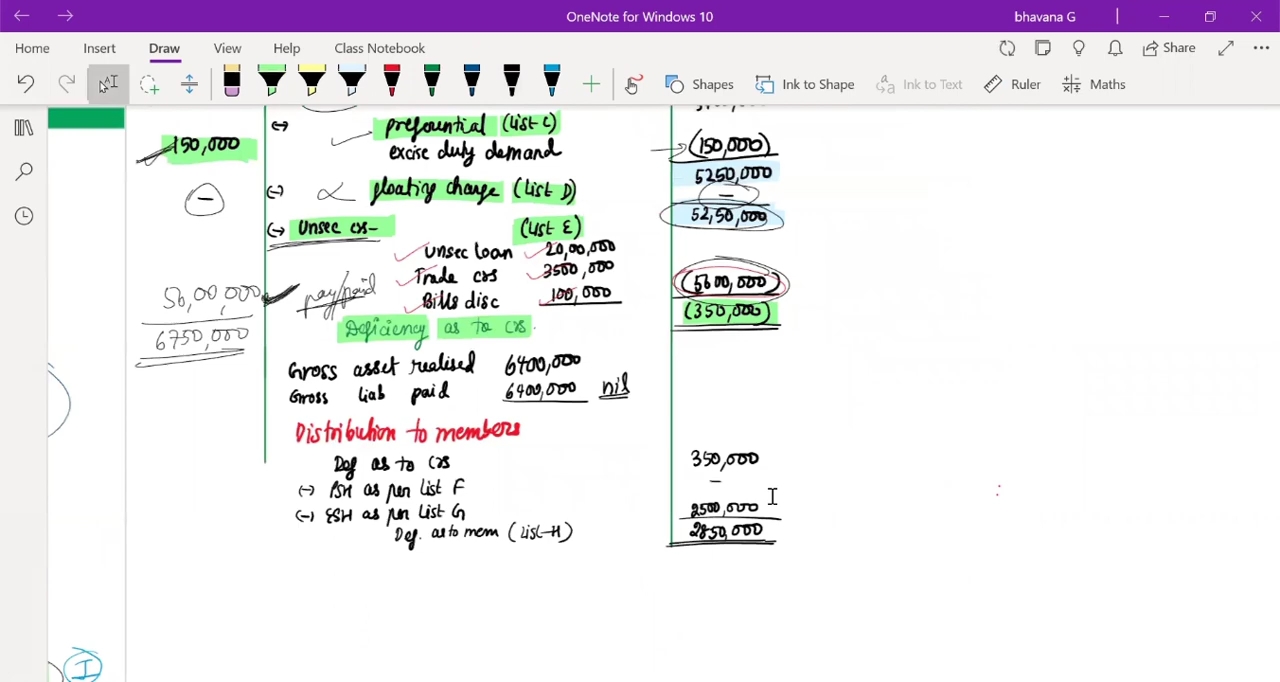 OneNote for Windows 10
bhavana G
Home Insert Draw View Help Class Notebook
Share
Shapes Ink to Shape Ink to Text Ruler Maths
150,000 (-) preferential (List C) (150,000)
excise duty demand
5250,000
- (-) floating charge (List D) -
52,50,000
(-) Unsec crs- (List E)
Unsec loan 20,00,000
56,00,000 pay/paid Trade crs 3500,000 (5600,000)
6750,000 Bills disc 100,000 (350,000)
Deficiency as to crs.
Gross asset realised 6400,000
Gross liab paid 6400,000 nil
Distribution to members
Def as to crs 350,000
(-) PSH as per list F -
(-) ESH as per list G 2500,000
Def. as to mem (List-H) 2850,000
I